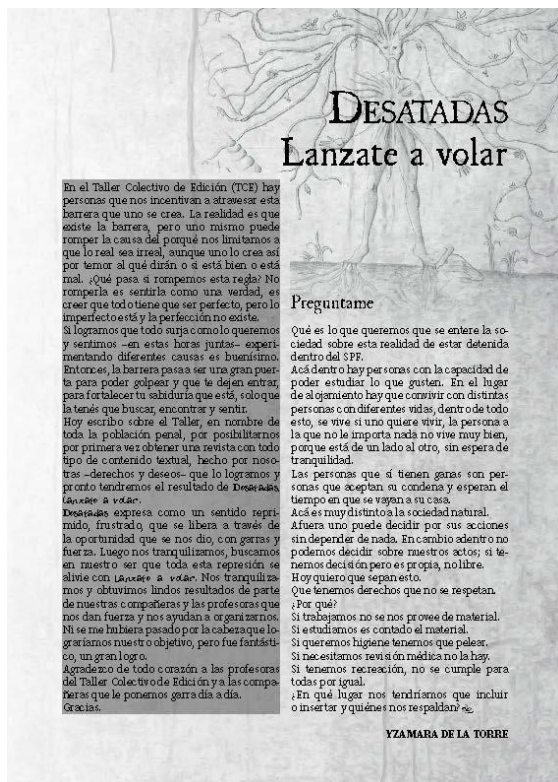 DESATADAS
Lanzate a volar
En el Taller Colectivo de Edición (TCE) hay
personas que nos incentivan a atravesar esta
barrera que uno se crea. La realidad es que
existe la barrera, pero uno mismo puede
romper la causa del porqué nos limitamos a
que lo real sea irreal, aunque uno lo crea así
por temor al qué dirán o si está bien o está
mal. ¿Qué pasa si rompemos esta regla? No
romperla es sentirla como una verdad, es
creer que todo tiene que ser perfecto, pero lo
imperfecto está y la perfección no existe.
Si logramos que todo surja como lo queremos
y sentimos –en estas horas juntas– experi-
mentando diferentes causas es buenísimo.
Entonces, la barrera pasa a ser una gran puer-
ta para poder golpear y que te dejen entrar,
para fortalecer tu sabiduría que está, solo que
la tenés que buscar, encontrar y sentir.
Hoy escribo sobre el Taller, en nombre de
toda la población penal, por posibilitarnos
por primera vez obtener una revista con todo
tipo de contenido textual, hecho por noso-
tras –derechos y deseos– que lo logramos y
pronto tendremos el resultado de Desatadas
Lanzate a volar.
Desatadas expresa como un sentido repri-
mido, frustrado, que se libera a través de
la oportunidad que se nos dio, con garras y
fuerza. Luego nos tranquilizamos, buscamos
en nuestro ser que toda esta represión se
alivie con Lanzate a volar. Nos tranquiliza-
mos y obtuvimos lindos resultados de parte
de nuestras compañeras y las profesoras que
nos dan fuerza y nos ayudan a organizarnos.
Ni se me hubiera pasado por la cabeza que lo-
graríamos nuestro objetivo, pero fue fantásti-
co, un gran logro.
Agradezco de todo corazón a las profesoras
del Taller Colectivo de Edición y a las compa-
ñeras que le ponemos garra día a día.
Gracias.
Preguntame
Qué es lo que queremos que se entere la so-
ciedad sobre esta realidad de estar detenida
dentro del SPF.
Acá dentro hay personas con la capacidad de
poder estudiar lo que gusten. En el lugar
de alojamiento hay que convivir con distintas
personas con diferentes vidas, dentro de todo
esto, se vive si uno quiere vivir, la persona a
la que no le importa nada no vive muy bien,
porque está de un lado al otro, sin espera de
tranquilidad.
Las personas que sí tienen ganas son per-
sonas que aceptan su condena y esperan el
tiempo en que se vayan a su casa.
Acá es muy distinto a la sociedad natural.
Afuera uno puede decidir por sus acciones
sin depender de nada. En cambio adentro no
podemos decidir sobre nuestros actos; si te-
nemos decisión pero es propia, no libre.
Hoy quiero que sepan esto.
Que tenemos derechos que no se respetan.
¿Por qué?
Si trabajamos no se nos provee de material.
Si estudiamos es contado el material.
Si queremos higiene tenemos que pelear.
Si necesitamos revisión médica no la hay.
Si tenemos recreación, no se cumple para
todas por igual.
¿En qué lugar nos tendríamos que incluir
o insertar y quiénes nos respaldan?
YZAMARA DE LA TORRE